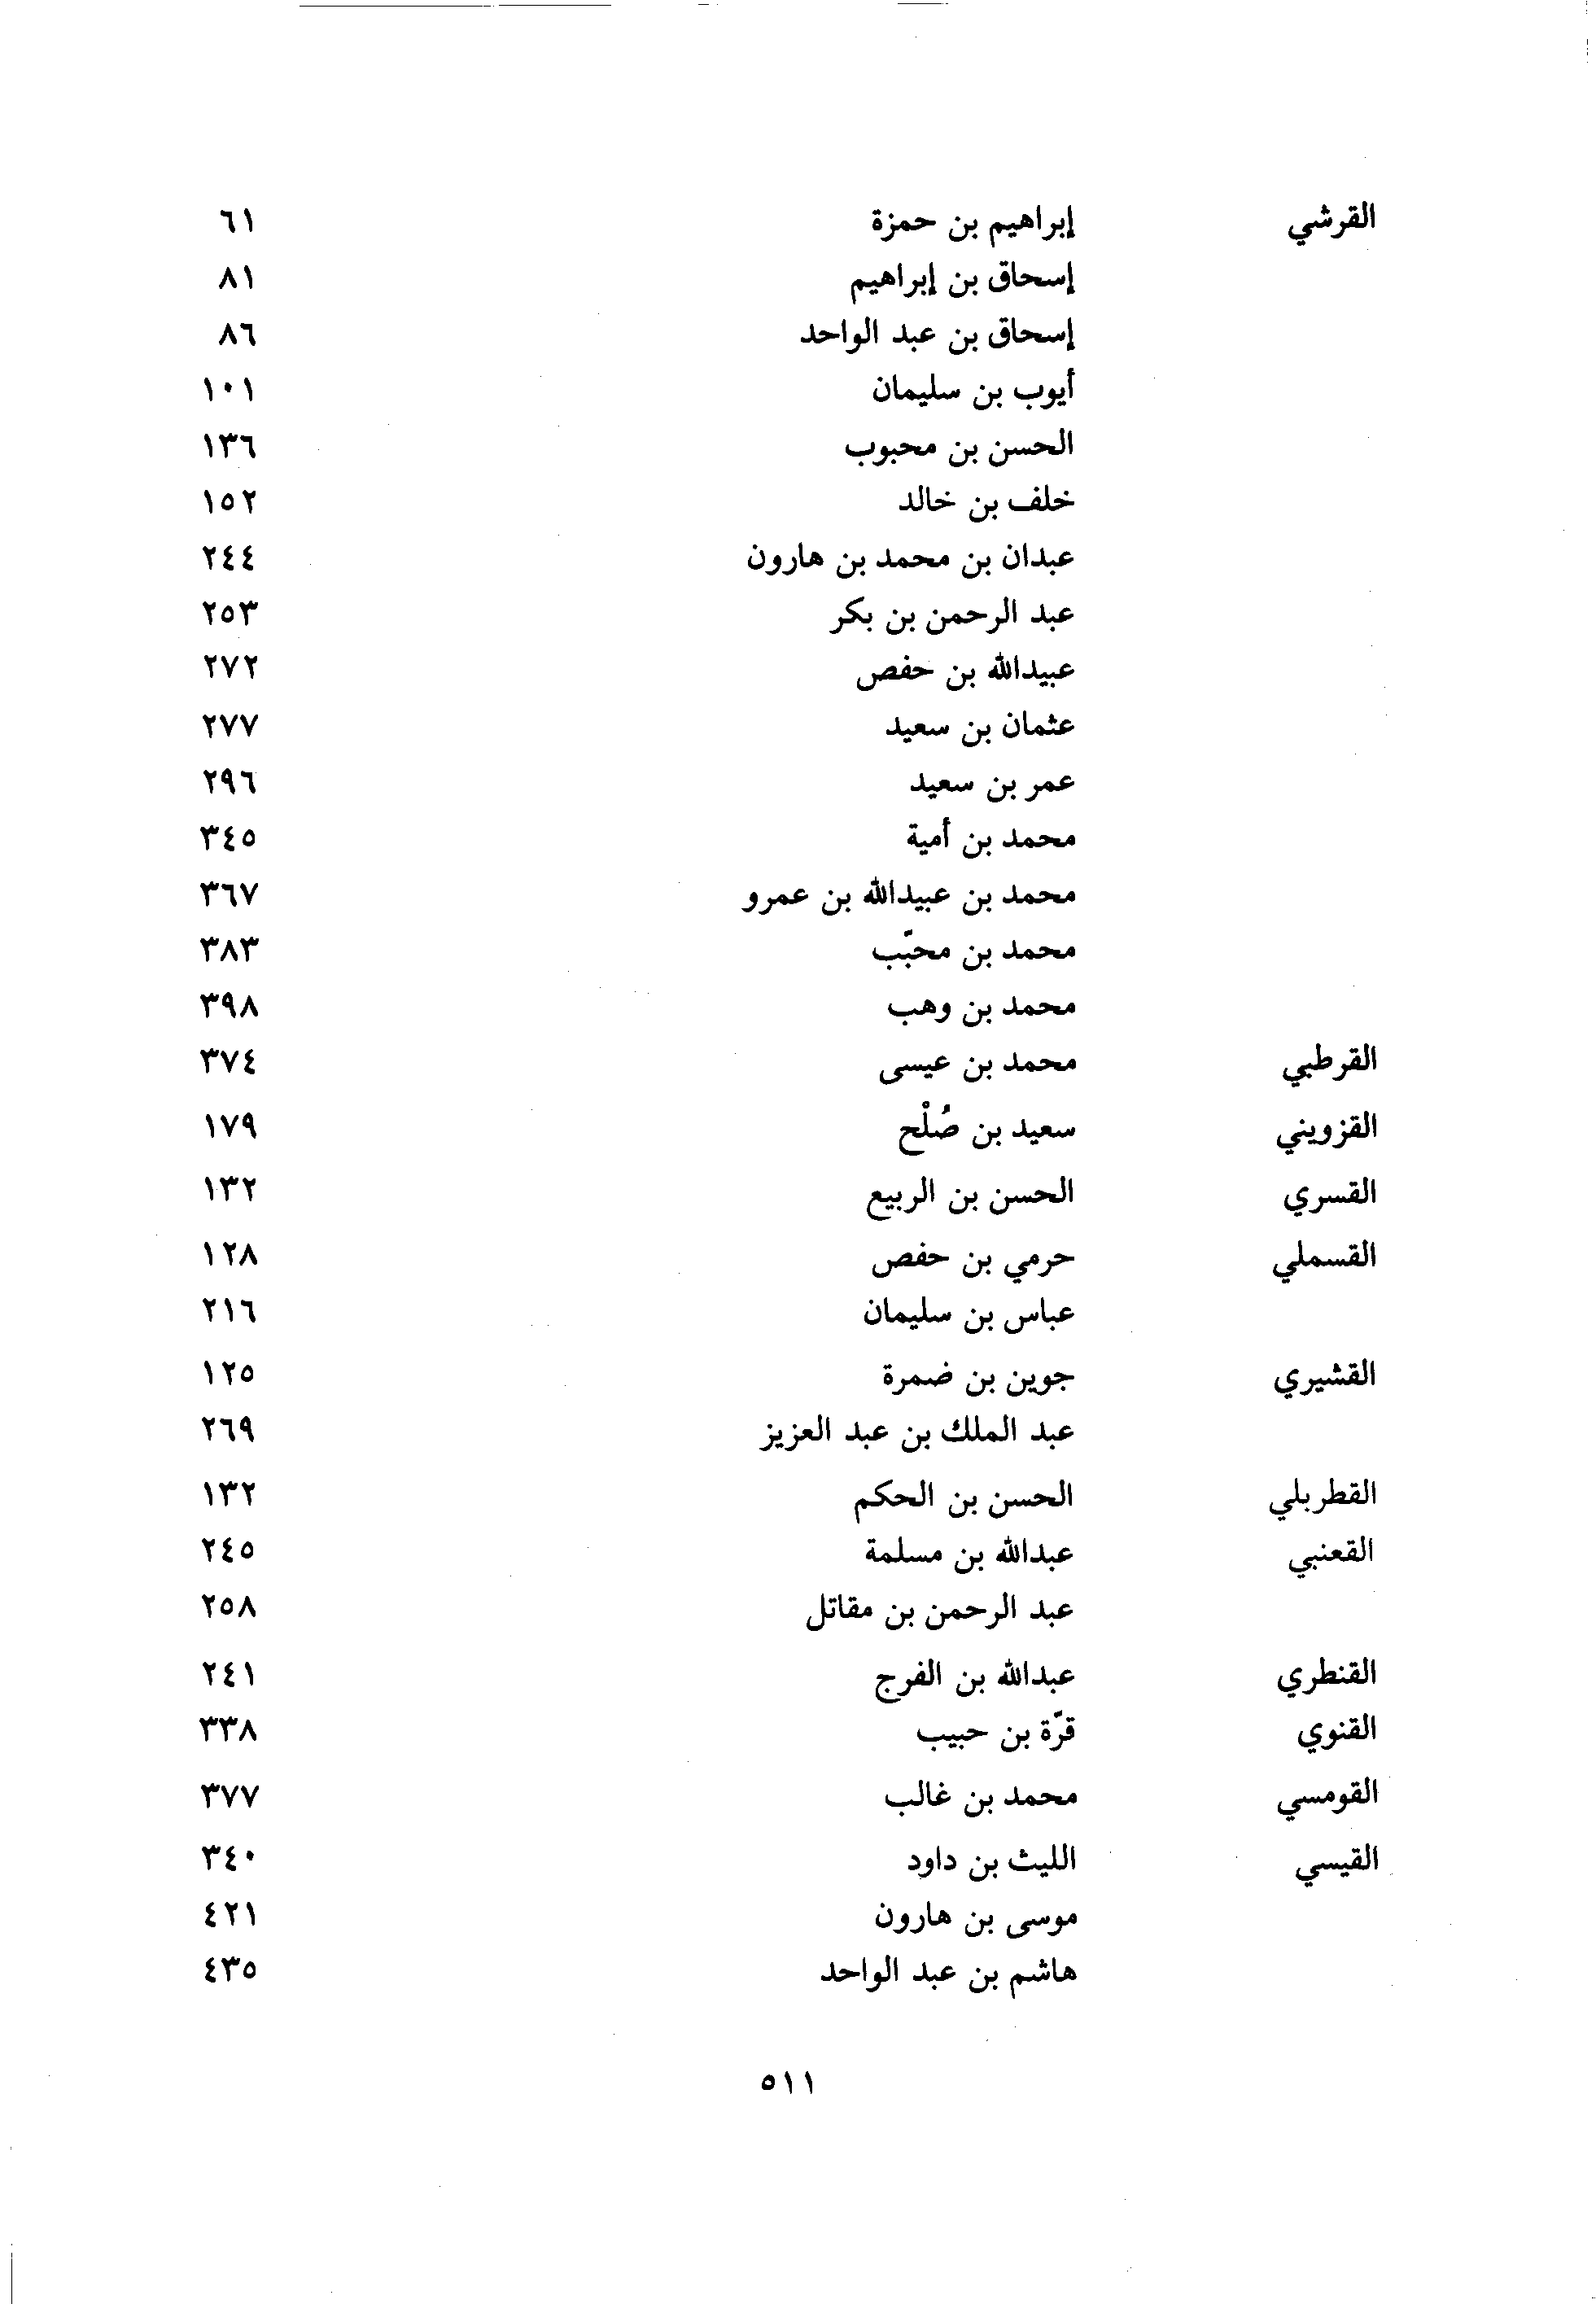 القرشي إبراهيم بن حمزة ٦١
إسحاق بن إبراهيم ٨١
إسحاق بن عبد الواحد ٨٦
أيوب بن سليمان ١٠١
الحسن بن محبوب ١٣٦
خلف بن خالد ١٥٢
عبدان بن محمد بن هارون ٢٤٤
عبد الرحمن بن بكر ٢٥٣
عبيدالله بن حفص ٢٧٢
عثمان بن سعيد ٢٧٧
عمر بن سعيد ٢٩٦
محمد بن أمية ٣٤٥
محمد بن عبيدالله بن عمرو ٣٦٧
محمد بن محبّب ٣٨٣
محمد بن وهب ٣٩٨
القرطبي محمد بن عيسى ٣٧٤
القزويني سعيد بن صُلْح ١٧٩
القسري الحسن بن الربيع ١٣٢
القسملي حرمي بن حفص ١٢٨
عباس بن سليمان ٢١٦
القشيري جوين بن ضمرة ١٢٥
عبد الملك بن عبد العزيز ٢٦٩
القطربلي الحسن بن الحكم ١٣٢
القعنبي عبدالله بن مسلمة ٢٤٥
عبد الرحمن بن مقاتل ٢٥٨
القنطري عبدالله بن الفرج ٢٤١
القنوي قرّة بن حبيب ٣٣٨
القومسي محمد بن غالب ٣٧٧
القيسي الليث بن داود ٣٤٠
موسى بن هارون ٤٢١
هاشم بن عبد الواحد ٤٣٥
٥١١